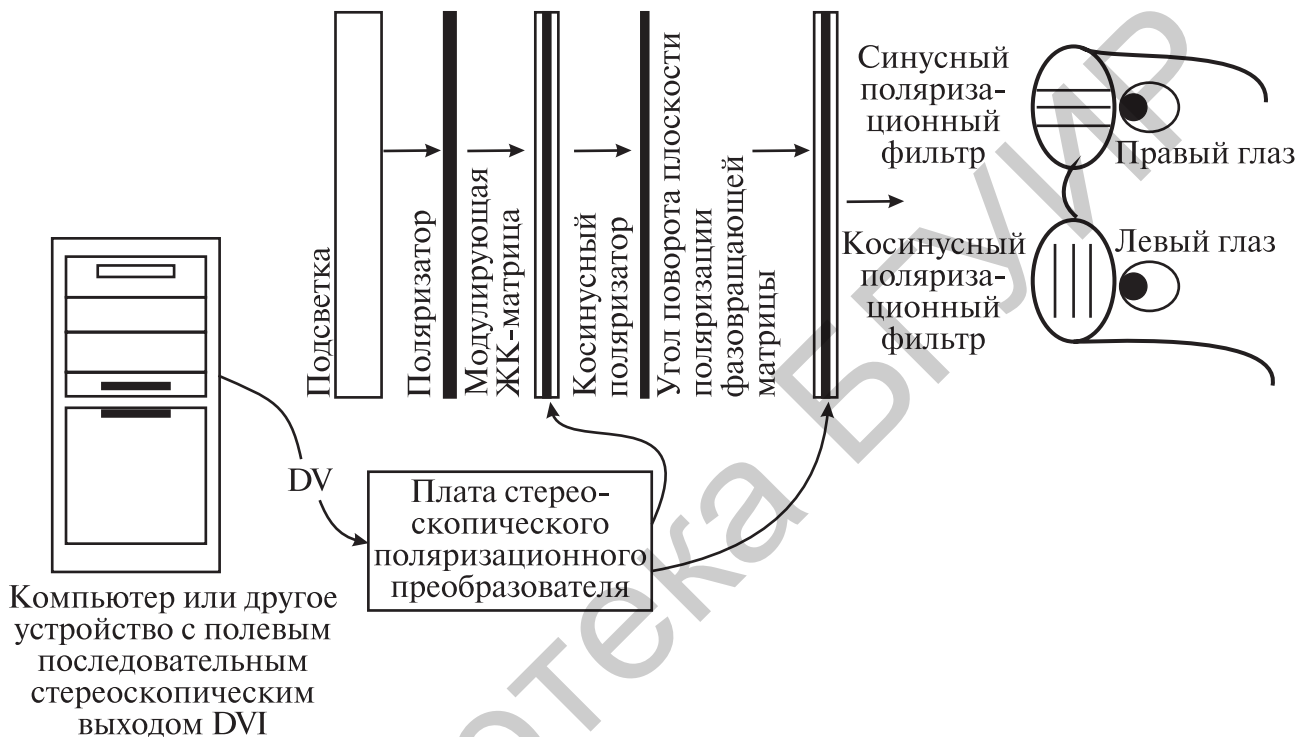 Подсветка
Поляризатор
Модулирующая
ЖК-матрица
Косинусный
поляризатор
Угол поворота плоскости
поляризации
фазовращающей
матрицы
Синусный
поляриза-
ционный
фильтр
Правый глаз
Косинусный
поляриза-
ционный
фильтр
Левый глаз
DV
Плата стерео-
скопического
поляризационного
преобразователя
Компьютер или другое
устройство с полевым
последовательным
стереоскопическим
выходом DVI
отека БГУИР